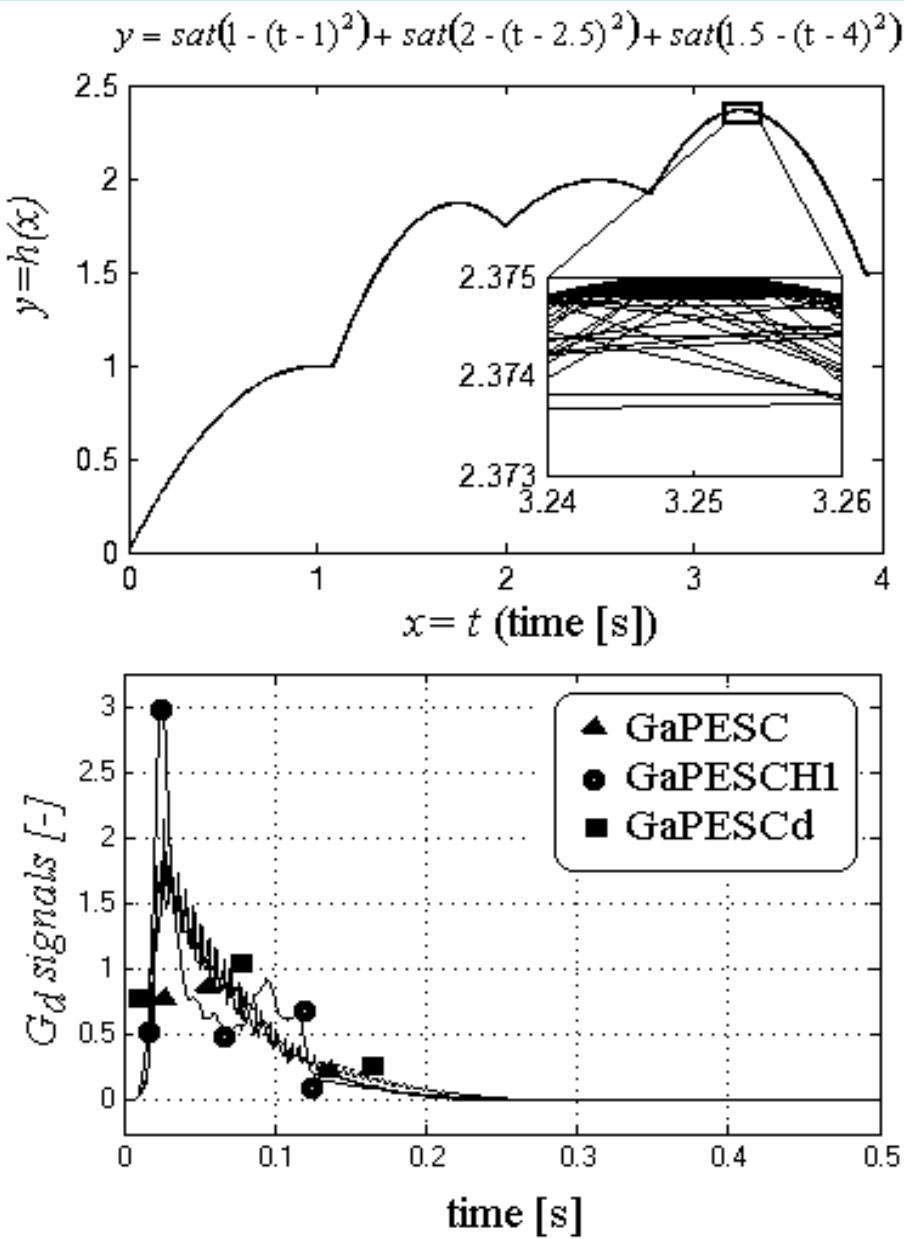 y = sat(1 - (t - 1)²) + sat(2 - (t - 2.5)²) + sat(1.5 - (t - 4)²)
2.5
2
1.5
1
0.5
0
y=h(x)
2.375
2.374
2.373
3.24 3.25 3.26
0 1 2 3 4
x= t (time [s])
3
2.5
2
1.5
1
0.5
0
Gd signals [-]
GaPESC
GaPESCH1
GaPESCd
0 0.1 0.2 0.3 0.4 0.5
time [s]